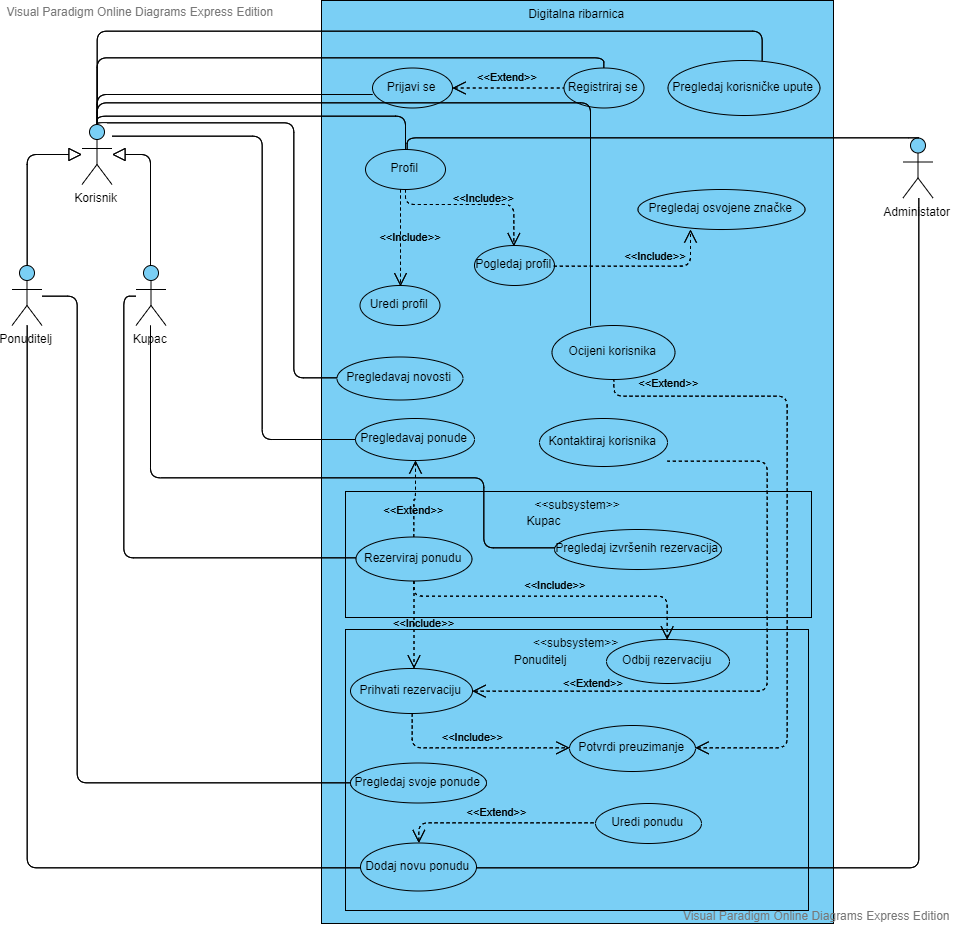 Visual Paradigm Online Diagrams Express Edition
Digitalna ribarnica
<<Extend>>
Prijavi se
Registriraj se
Pregledaj korisničke upute
Korisnik
Profil
Administator
<<Include>>
Pregledaj osvojene značke
<<Include>>
<<Include>>
Pogledaj profil
Uredi profil
Ponuditelj
Kupac
Ocijeni korisnika
Pregledavaj novosti
<<Extend>>
Pregledavaj ponude
Kontaktiraj korisnika
<<subsystem>>
Kupac
<<Extend>>
Pregledaj izvršenih rezervacija
Rezerviraj ponudu
<<Include>>
<<Include>>
<<subsystem>>
Ponuditelj
Odbij rezervaciju
<<Extend>>
Prihvati rezervaciju
<<Include>>
Potvrdi preuzimanje
Pregledaj svoje ponude
<<Extend>>
Uredi ponudu
Dodaj novu ponudu
Visual Paradigm Online Diagrams Express Edition